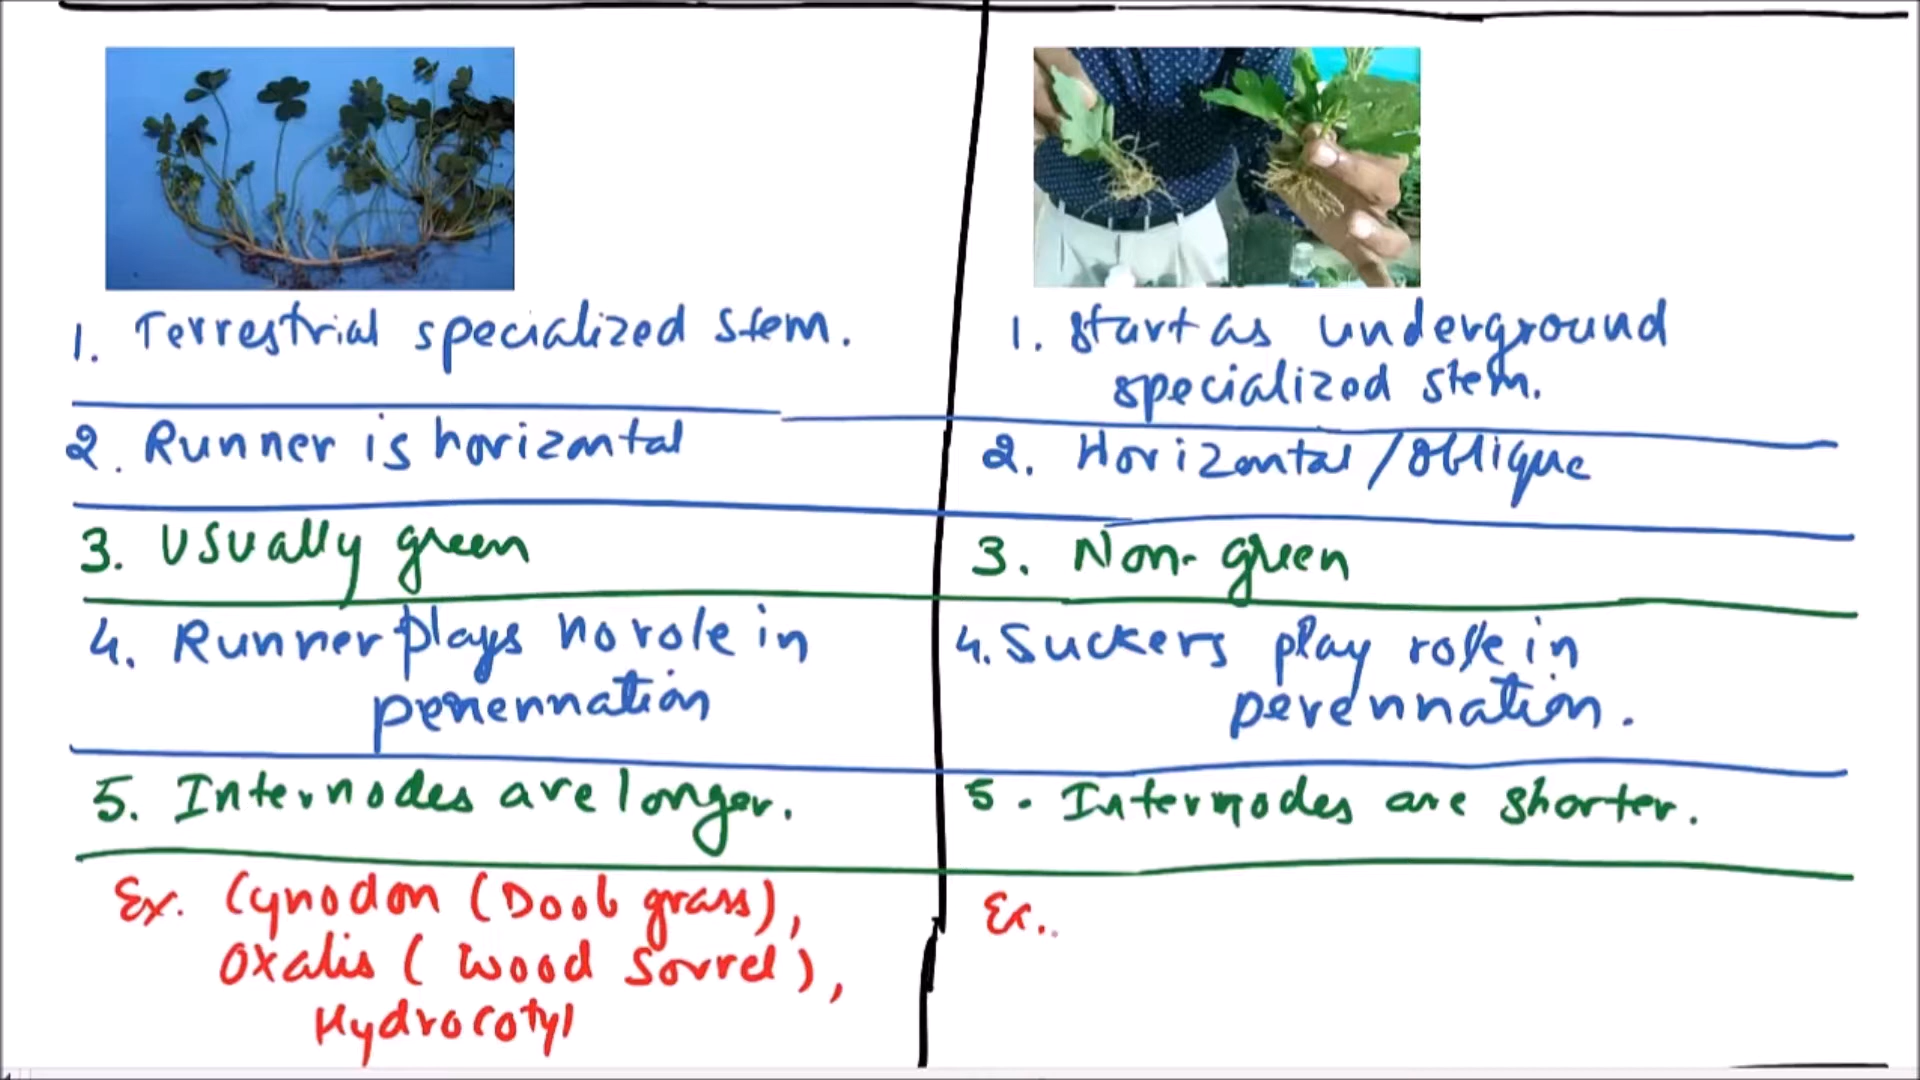 1. Terrestrial specialized stem.
1. Start as underground
specialized stem.
2. Runner is horizontal
2. Horizontal/oblique
3. Usually green
3. Non-green
4. Runner plays no role in
perennation
4. Suckers play role in
perennation.
5. Internodes are longer.
5. Internodes are shorter.
Ex. Cynodon (Doob grass),
Oxalis (Wood Sorrel),
Hydrocotyl
Ex.